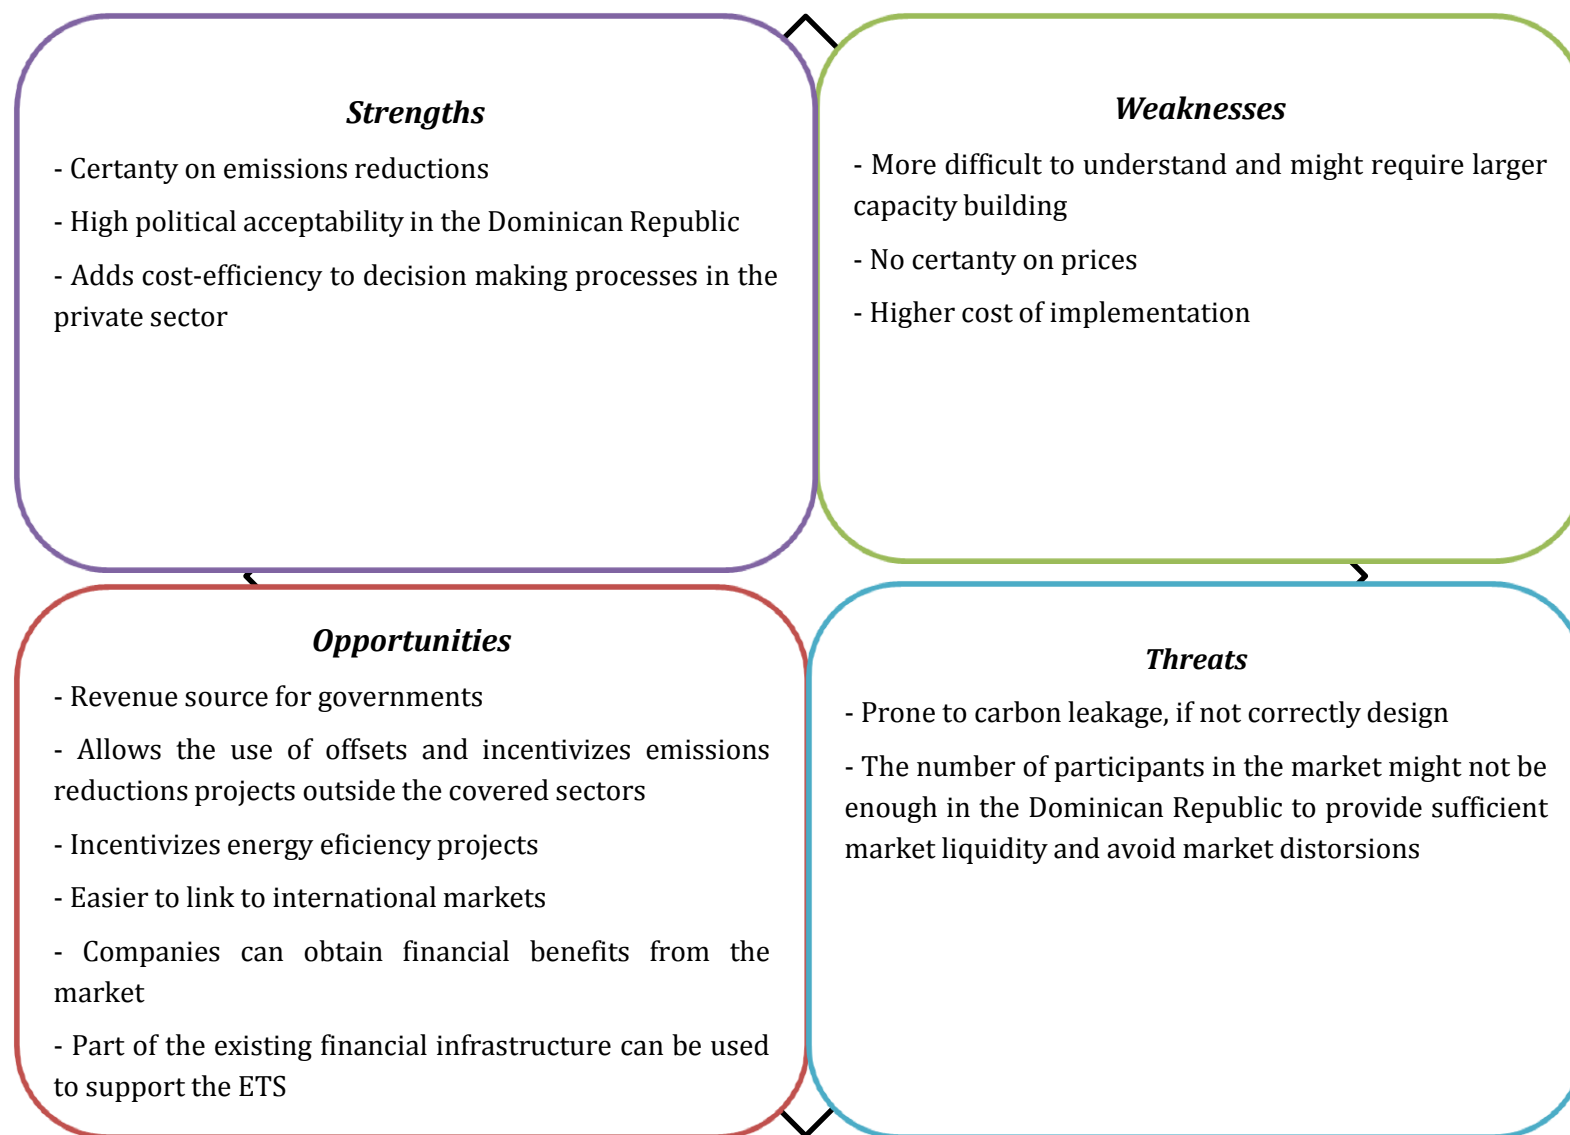 Strengths
- Certanty on emissions reductions
- High political acceptability in the Dominican Republic
- Adds cost-efficiency to decision making processes in the
private sector
Weaknesses
- More difficult to understand and might require larger
capacity building
- No certanty on prices
- Higher cost of implementation
Opportunities
- Revenue source for governments
- Allows the use of offsets and incentivizes emissions
reductions projects outside the covered sectors
- Incentivizes energy eficiency projects
- Easier to link to international markets
- Companies can obtain financial benefits from the
market
- Part of the existing financial infrastructure can be used
to support the ETS
Threats
- Prone to carbon leakage, if not correctly design
- The number of participants in the market might not be
enough in the Dominican Republic to provide sufficient
market liquidity and avoid market distorsions